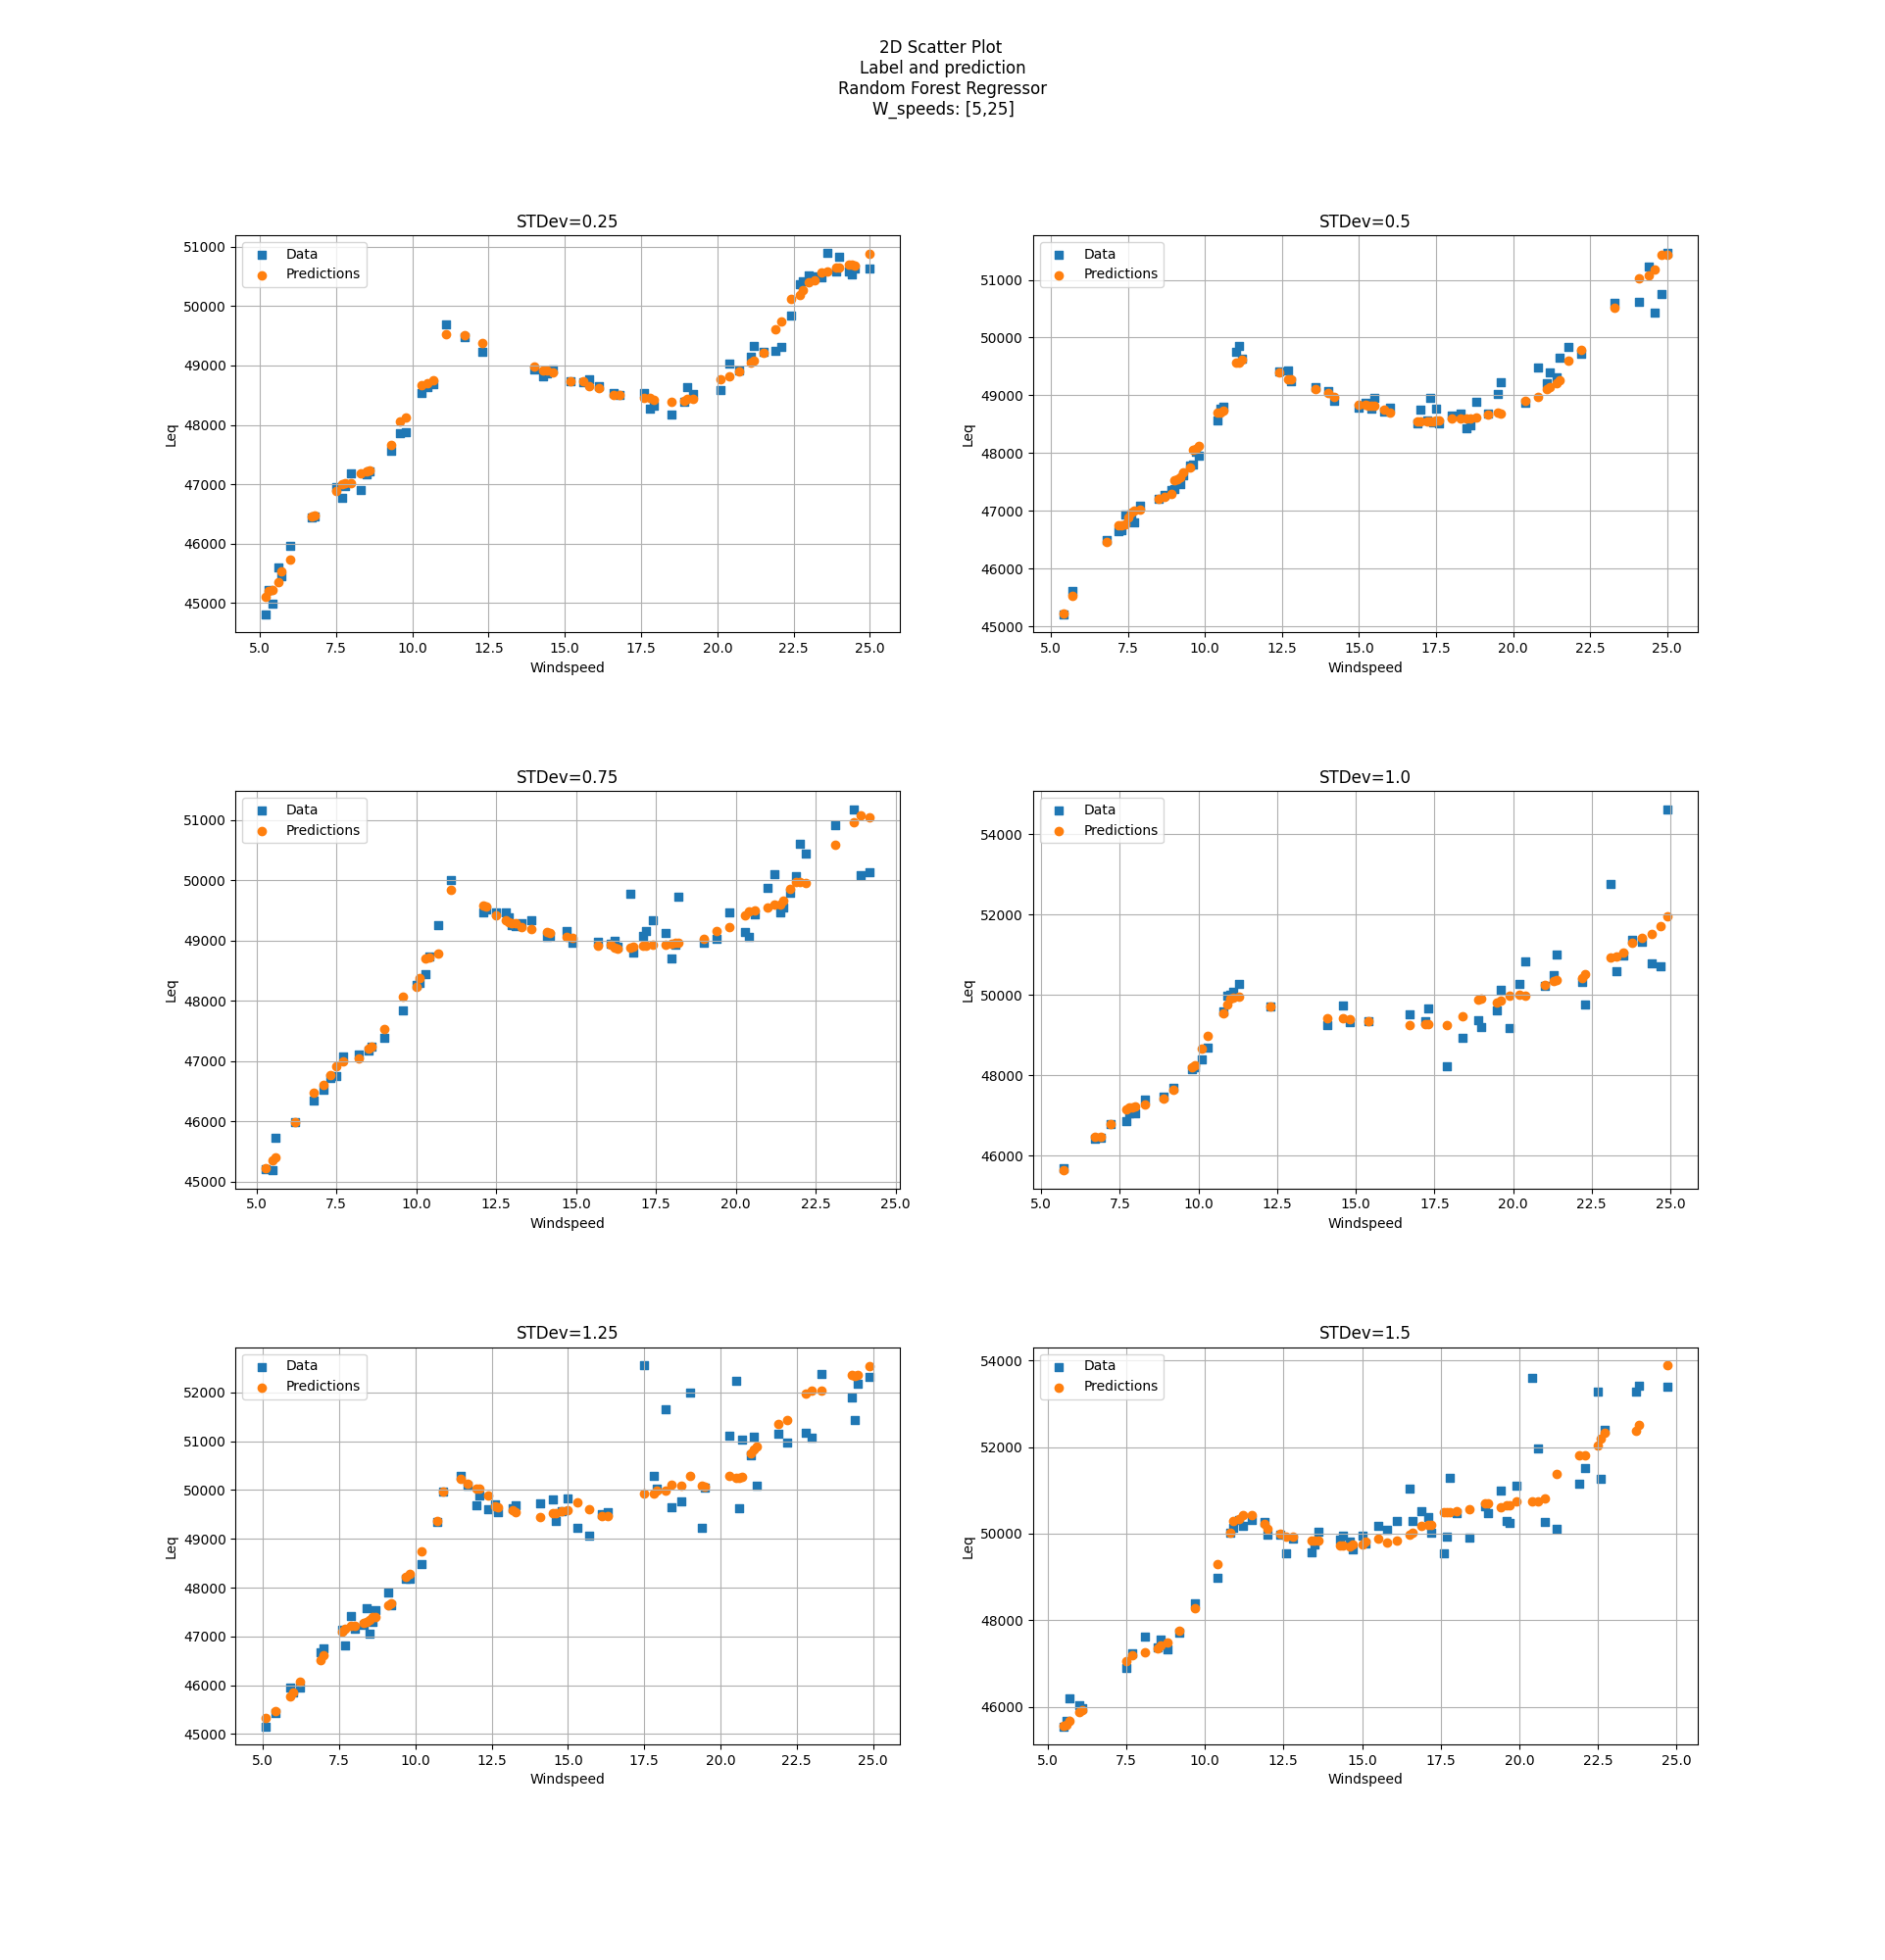 2D Scatter Plot
Label and prediction
Random Forest Regressor
W_speeds: [5,25]
STDev=0.25
Data
Predictions
51000
50000
49000
48000
47000
46000
45000
Leq
5.0 7.5 10.0 12.5 15.0 17.5 20.0 22.5 25.0
Windspeed
STDev=0.5
Data
Predictions
51000
50000
49000
48000
47000
46000
45000
Leq
5.0 7.5 10.0 12.5 15.0 17.5 20.0 22.5 25.0
Windspeed
STDev=0.75
Data
Predictions
51000
50000
49000
48000
47000
46000
45000
Leq
5.0 7.5 10.0 12.5 15.0 17.5 20.0 22.5 25.0
Windspeed
STDev=1.0
Data
Predictions
54000
52000
50000
48000
46000
Leq
5.0 7.5 10.0 12.5 15.0 17.5 20.0 22.5 25.0
Windspeed
STDev=1.25
Data
Predictions
52000
51000
50000
49000
48000
47000
46000
45000
Leq
5.0 7.5 10.0 12.5 15.0 17.5 20.0 22.5 25.0
Windspeed
STDev=1.5
Data
Predictions
54000
52000
50000
48000
46000
Leq
5.0 7.5 10.0 12.5 15.0 17.5 20.0 22.5 25.0
Windspeed